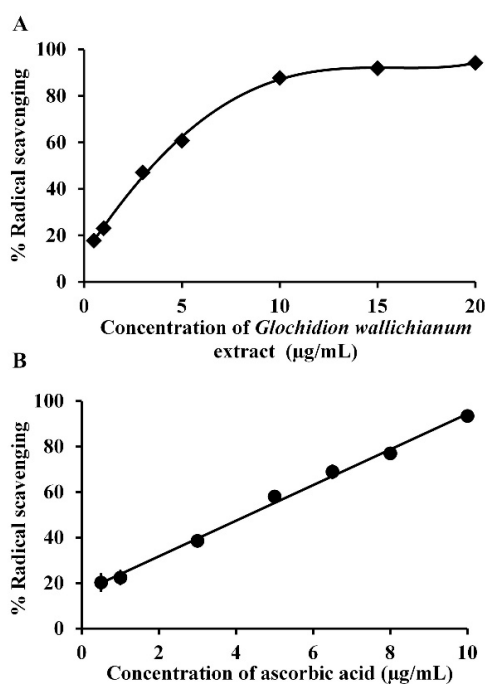 A
% Radical scavenging
100
80
60
40
20
0
0 5 10 15 20
Concentration of Glochidion wallichianum
extract (µg/mL)
B
% Radical scavenging
100
80
60
40
20
0
0 2 4 6 8 10
Concentration of ascorbic acid (µg/mL)